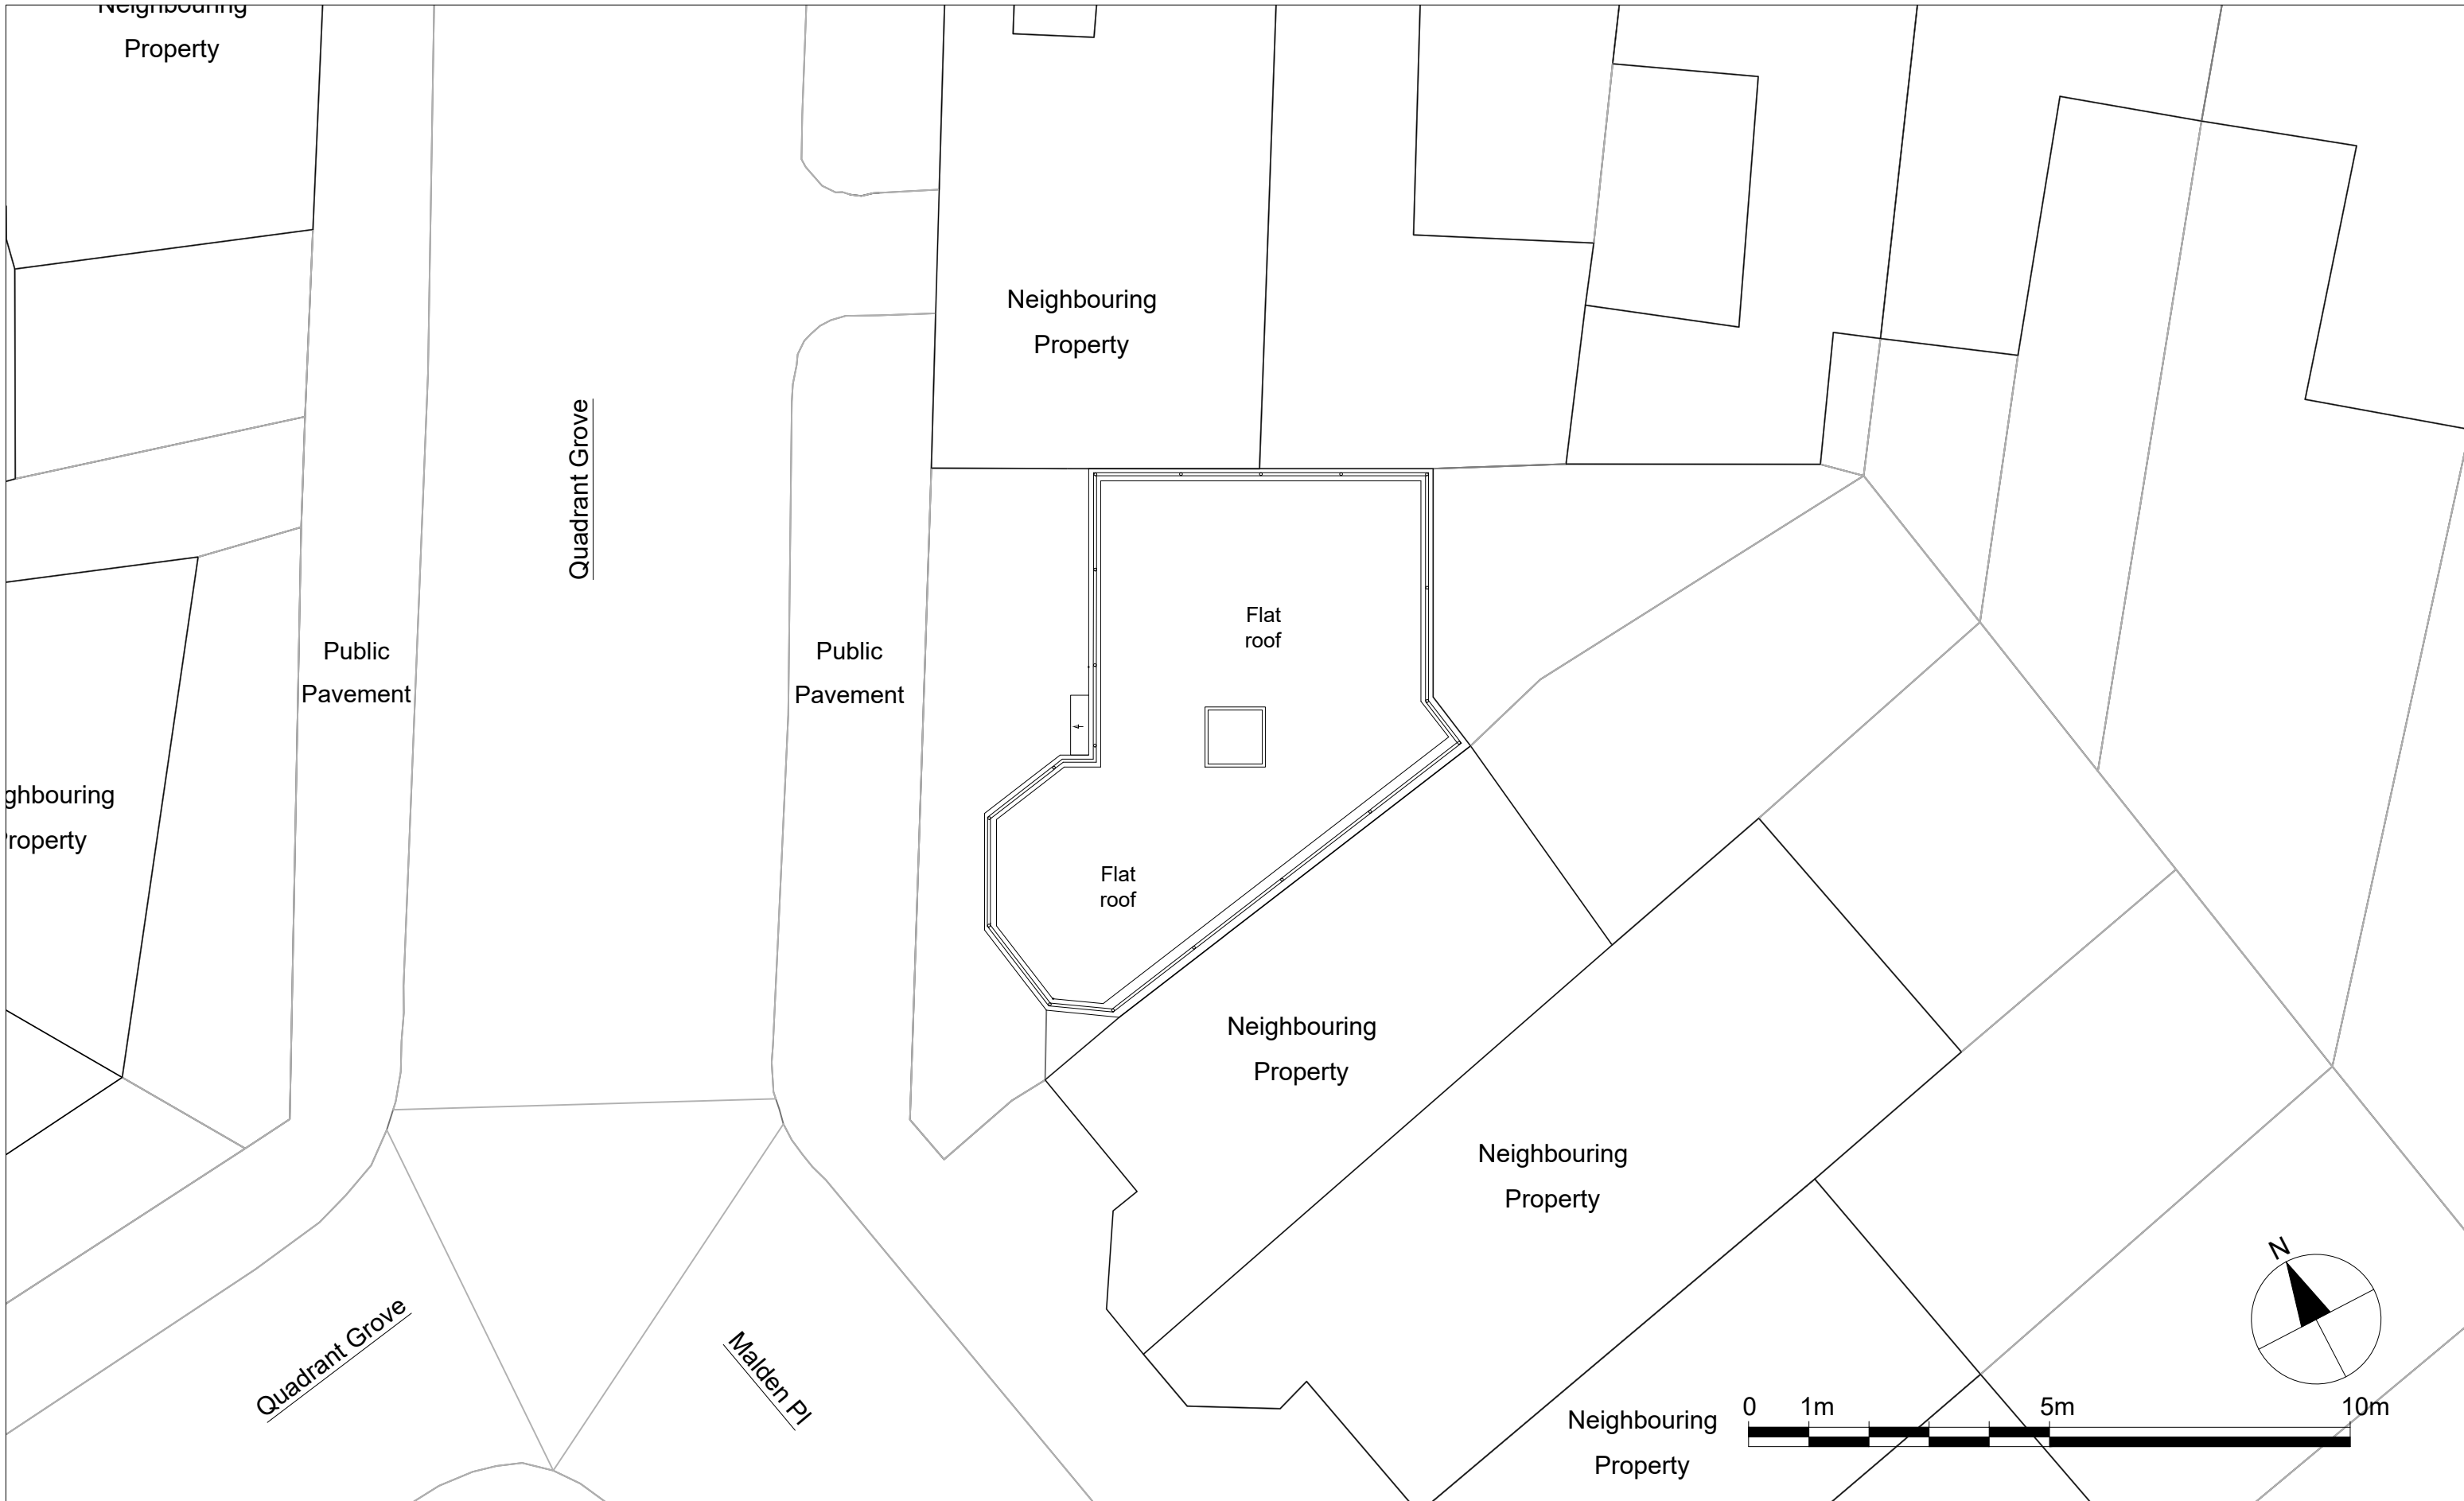 Neighbouring
Property
Neighbouring
Property
Quadrant Grove
Flat
roof
Public
Pavement
Public
Pavement
ghbouring
roperty
Flat
roof
Neighbouring
Property
Neighbouring
Property
N
Quadrant Grove
Malden Pl
0 1m 5m 10m
Neighbouring
Property